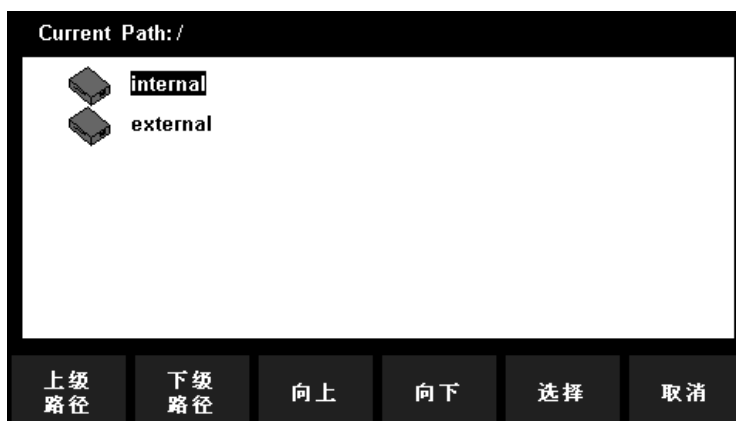 Current Path: /
internal
external
上级 下级 向上 向下 选择 取消
路径 路径